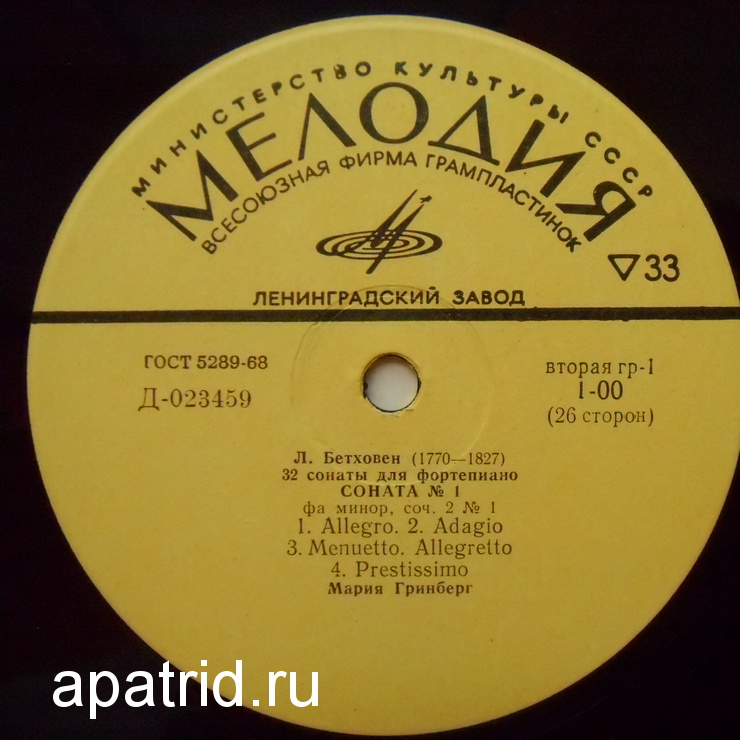 МИНИСТЕРСТВО КУЛЬТУРЫ СССР
МЕЛОДИЯ
ВСЕСОЮЗНАЯ ФИРМА ГРАМПЛАСТИНОК
▽33
ЛЕНИНГРАДСКИЙ ЗАВОД
ГОСТ 5289-68
Д-023459
вторая гр-1
1-00
(26 сторон)
Л. Бетховен (1770—1827)
32 сонаты для фортепиано
СОНАТА № 1
фа минор, соч. 2 № 1
1. Allegro. 2. Adagio
3. Menuetto. Allegretto
4. Prestissimo
Мария Гринберг
apatrid.ru